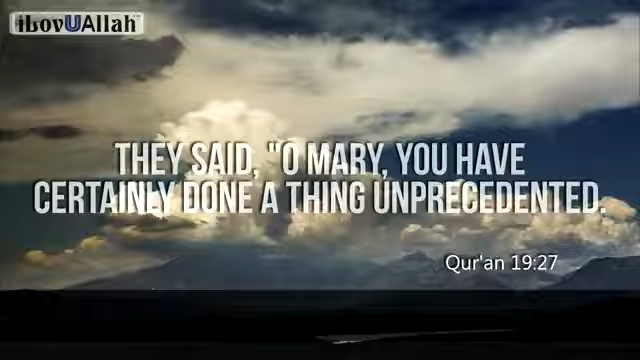 iLovUAllah
THEY SAID, "O MARY, YOU HAVE
CERTAINLY DONE A THING UNPRECEDENTED.
Qur'an 19:27